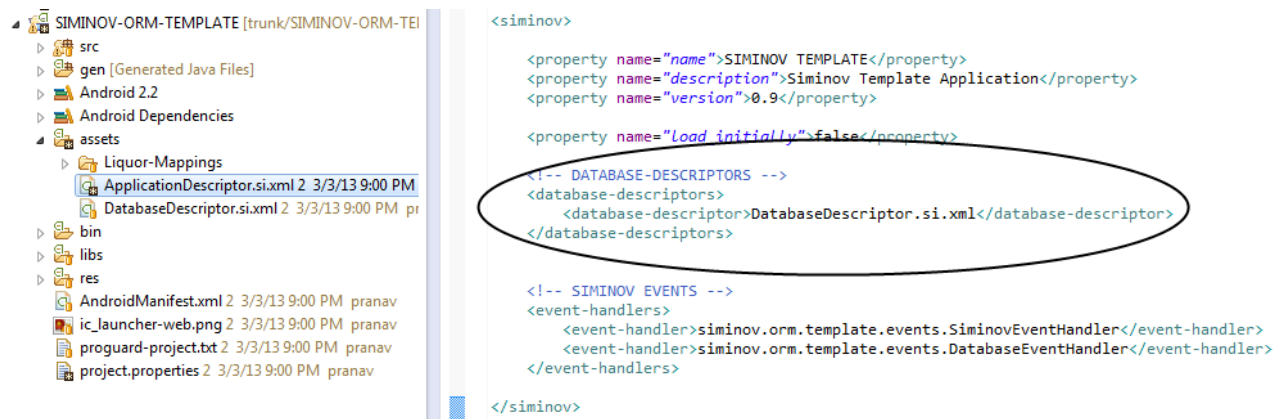 SIMINOV-ORM-TEMPLATE [trunk/SIMINOV-ORM-TEI
src
gen [Generated Java Files]
Android 2.2
Android Dependencies
assets
Liquor-Mappings
ApplicationDescriptor.si.xml 2 3/3/13 9:00 PM
DatabaseDescriptor.si.xml 2 3/3/13 9:00 PM pr
bin
libs
res
AndroidManifest.xml 2 3/3/13 9:00 PM pranav
ic_launcher-web.png 2 3/3/13 9:00 PM pranav
proguard-project.txt 2 3/3/13 9:00 PM pranav
project.properties 2 3/3/13 9:00 PM pranav
<siminov>
<property name="name">SIMINOV TEMPLATE</property>
<property name="description">Siminov Template Application</property>
<property name="version">0.9</property>
<property name="load_initially">false</property>
<!-- DATABASE-DESCRIPTORS -->
<database-descriptors>
<database-descriptor>DatabaseDescriptor.si.xml</database-descriptor>
</database-descriptors>
<!-- SIMINOV EVENTS -->
<event-handlers>
<event-handler>siminov.orm.template.events.SiminovEventHandler</event-handler>
<event-handler>siminov.orm.template.events.DatabaseEventHandler</event-handler>
</event-handlers>
</siminov>